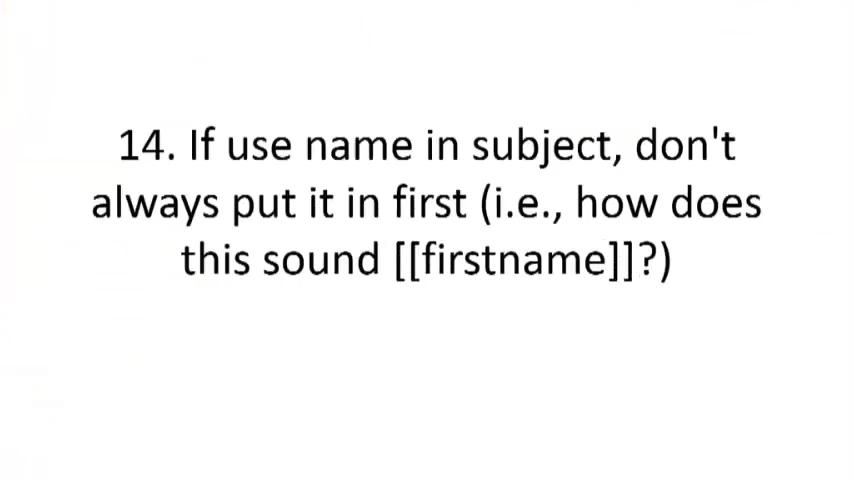 14. If use name in subject, don't
always put it in first (i.e., how does
this sound [[firstname]]?)